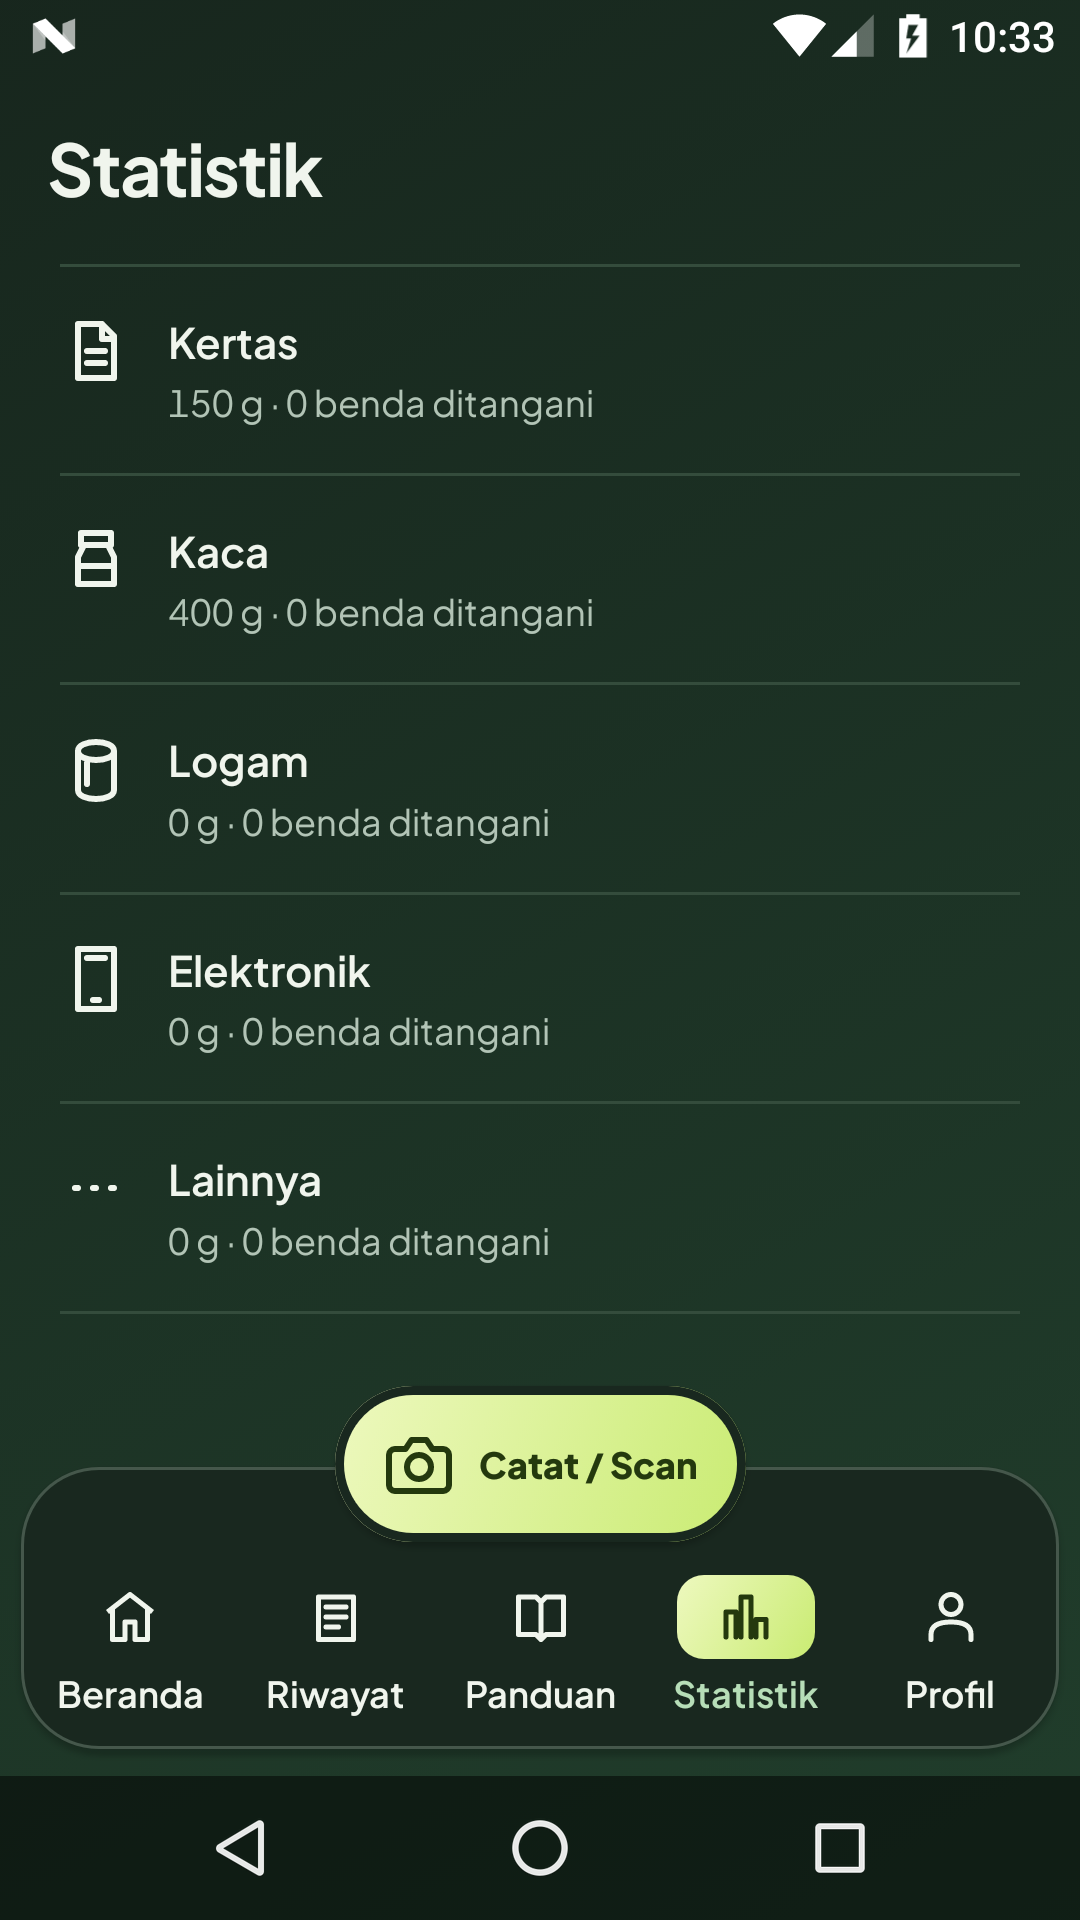 10:33
Statistik
Kertas
150 g · 0 benda ditangani
Kaca
400 g · 0 benda ditangani
Logam
0 g · 0 benda ditangani
Elektronik
0 g · 0 benda ditangani
Lainnya
0 g · 0 benda ditangani
Catat / Scan
Beranda Riwayat Panduan Statistik Profil